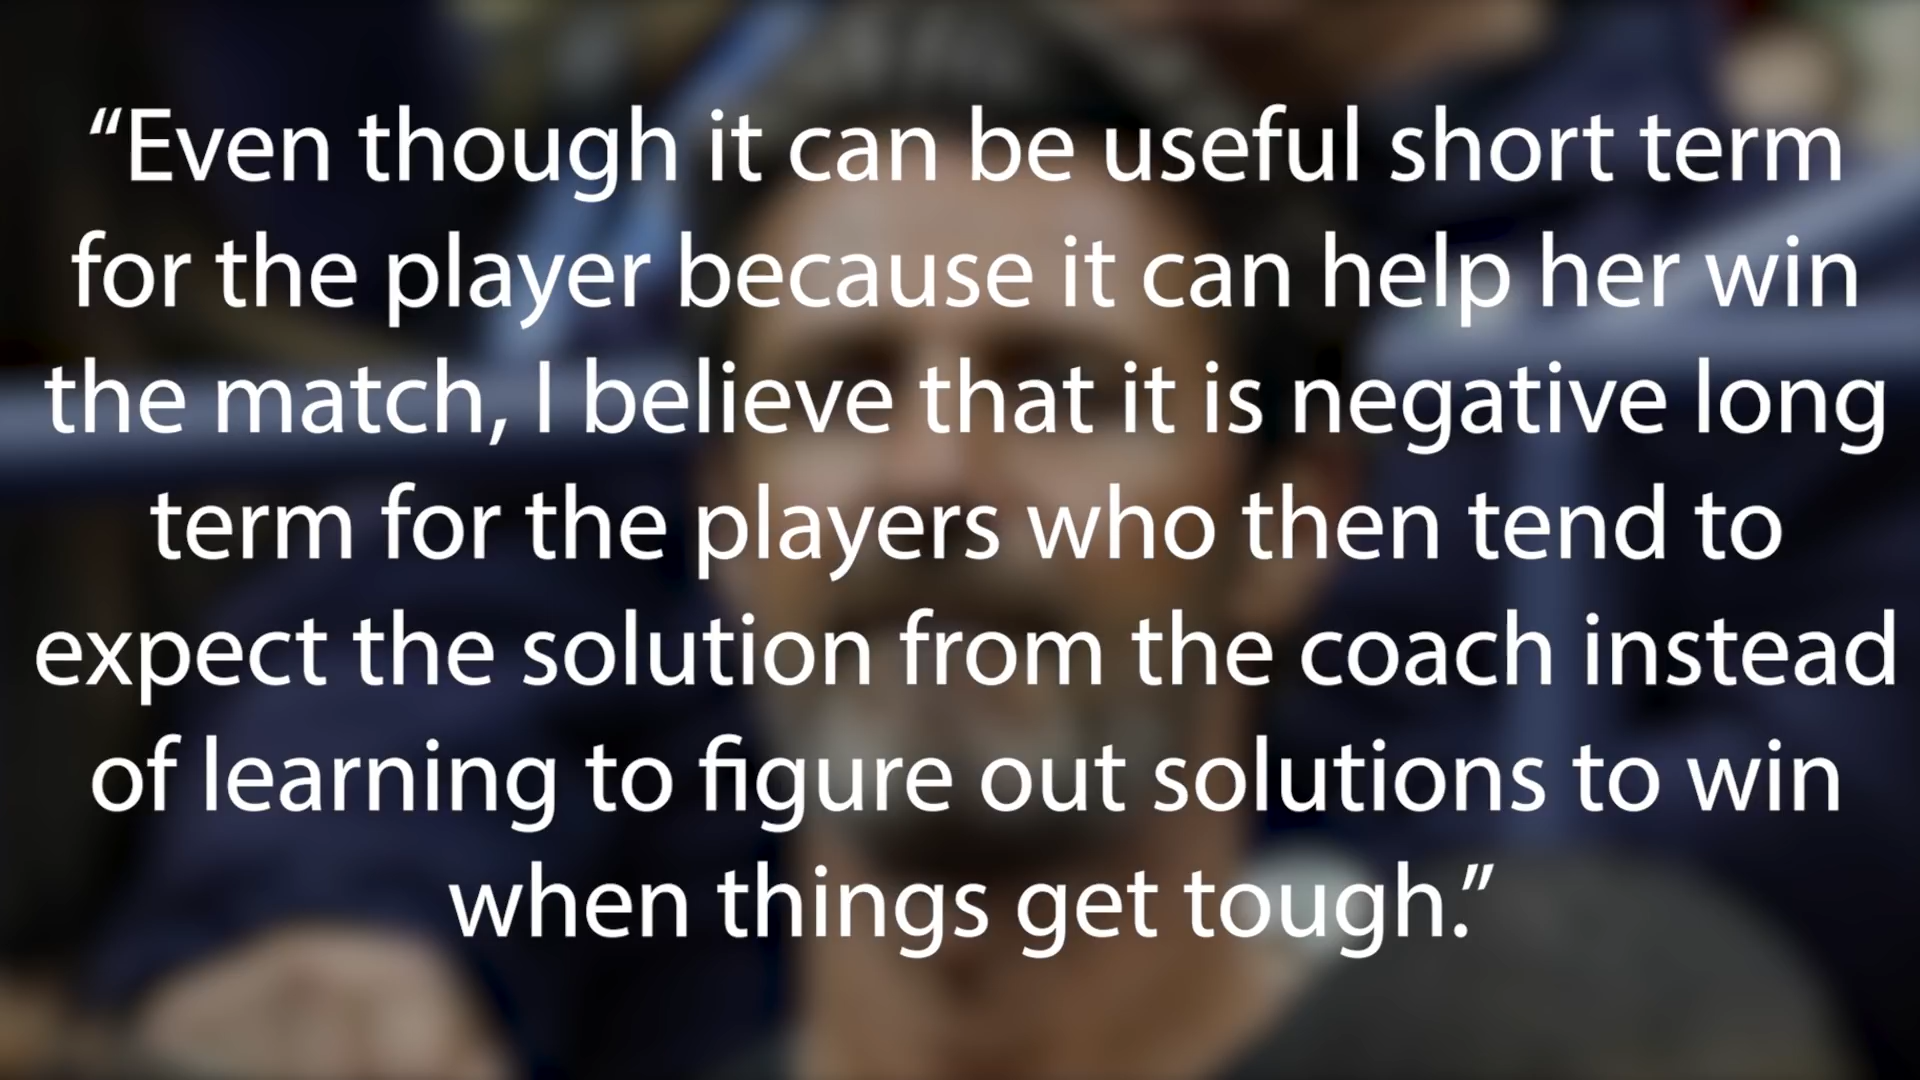 “Even though it can be useful short term
for the player because it can help her win
the match, I believe that it is negative long
term for the players who then tend to
expect the solution from the coach instead
of learning to figure out solutions to win
when things get tough.”